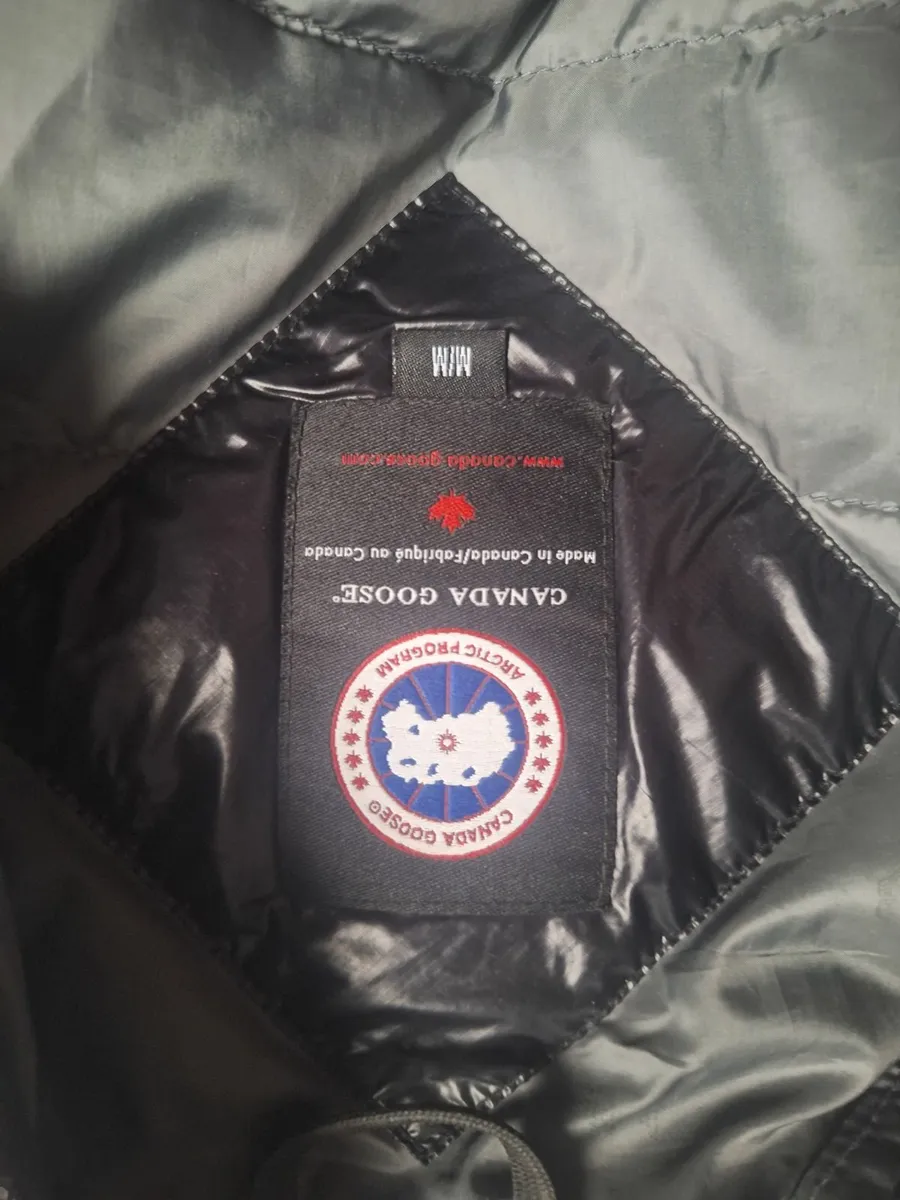 CANADA GOOSE®
ARCTIC PROGRAM
CANADA GOOSE®
Made in Canada/Fabriqué au Canada
www.canada-goose.com
M/M